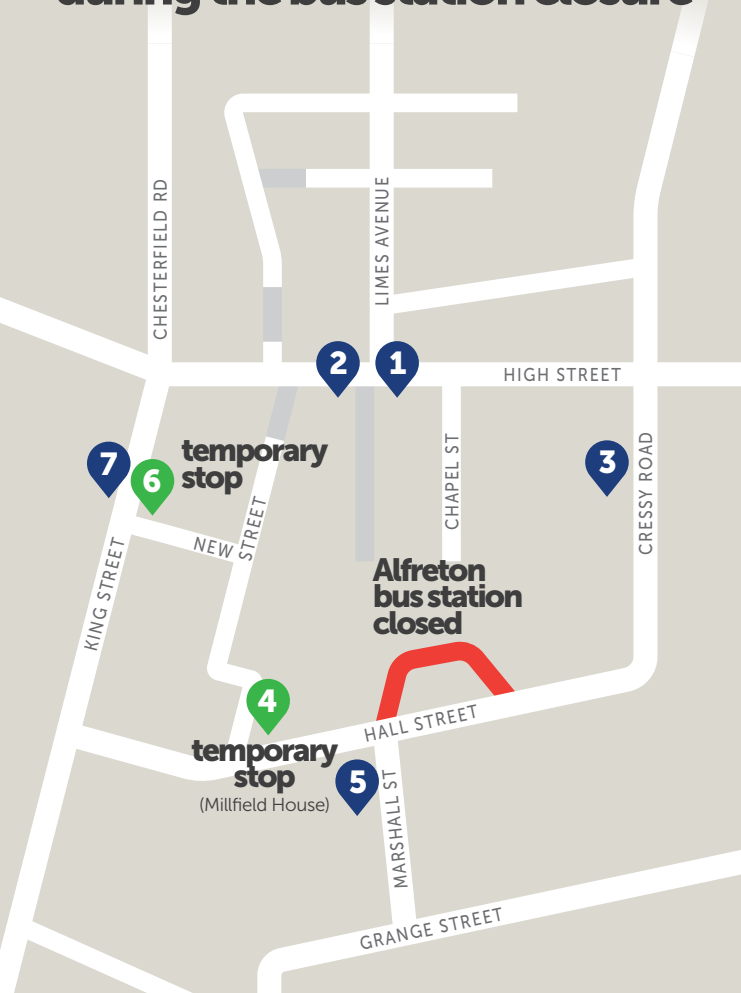 during the bus station closure
CHESTERFIELD RD
LIMES AVENUE
2
1
HIGH STREET
7
6
temporary
stop
3
CHAPEL ST
CRESSY ROAD
NEW STREET
KING STREET
Alfreton
bus station
closed
4
HALL STREET
temporary
stop
(Millfield House)
5
MARSHALL ST
GRANGE STREET